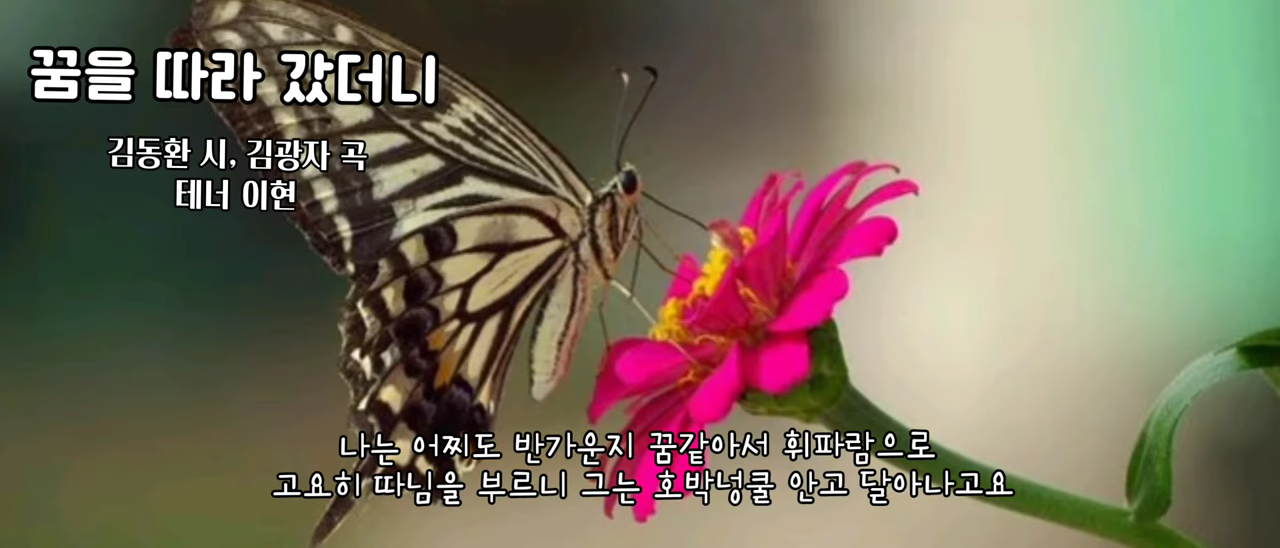 꿈을 따라 갔더니
김동환 시, 김광자 곡
테너 이현
나는 어찌도 반가운지 꿈같아서 휘파람으로
고요히 따님을 부르니 그는 호박넝쿨 안고 달아나고요